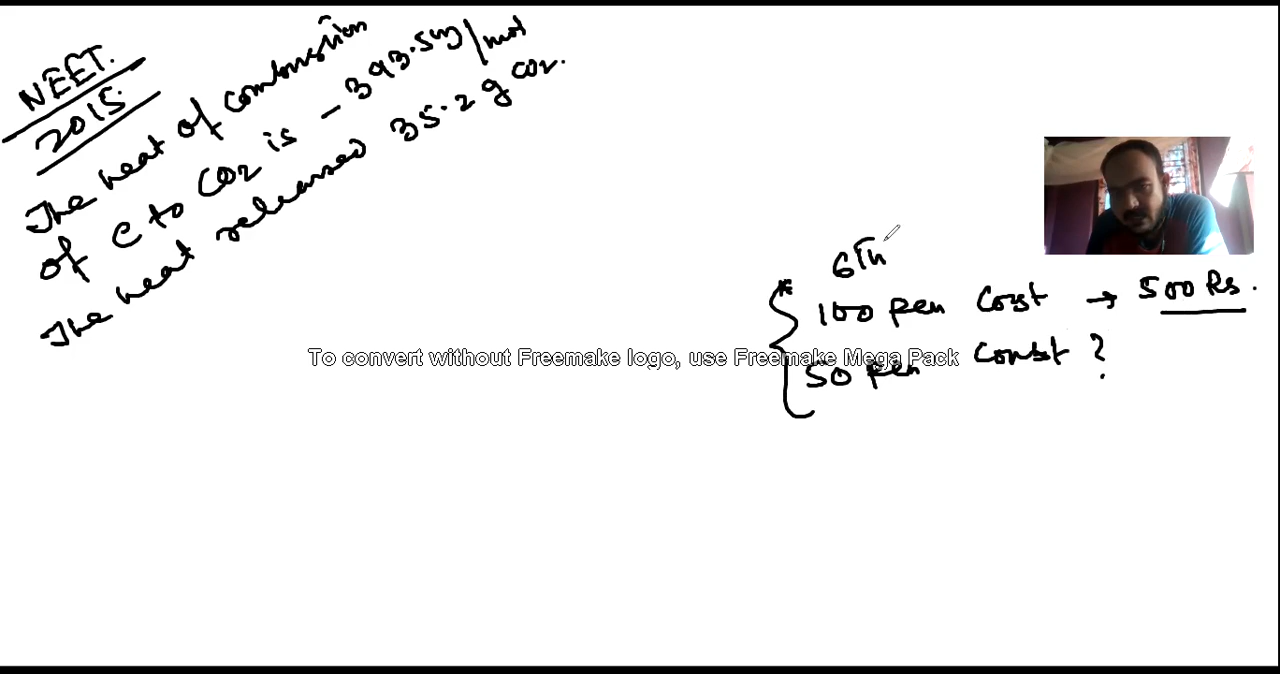 NEET.
2015.
The heat of combustion
of C to CO2 is - 393.5kJ/mol
The heat released 35.2 g CO2.
6Th
* 100 pen Cost → 500 Rs.
50 pen Const ?
To convert without Freemake logo, use Freemake Mega Pack